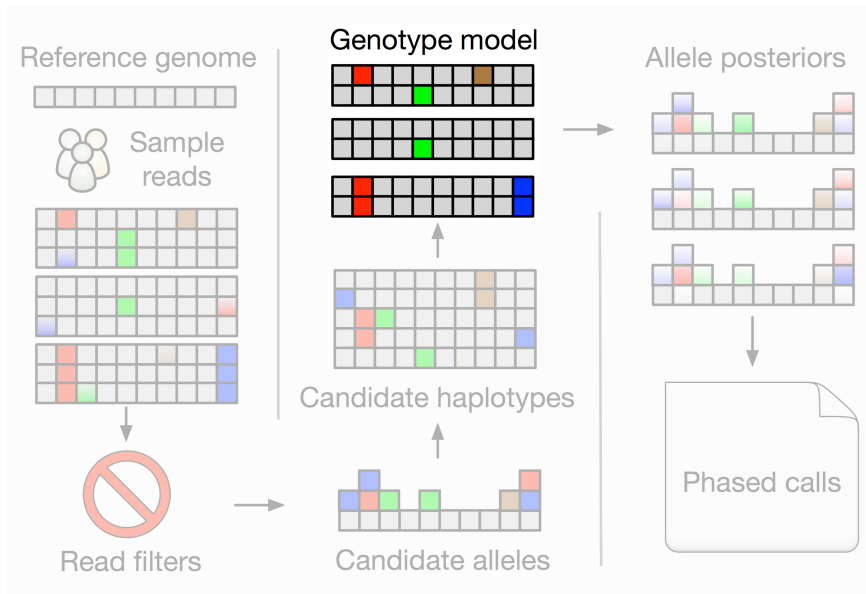 Reference genome
Sample
reads
Read filters
Genotype model
Candidate haplotypes
Candidate alleles
Allele posteriors
Phased calls